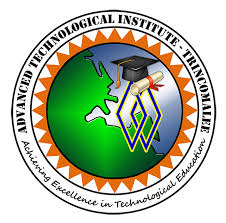 ADVANCED TECHNOLOGICAL INSTITUTE - TRINCOMALEE
Achieving Excellence in Technological Education